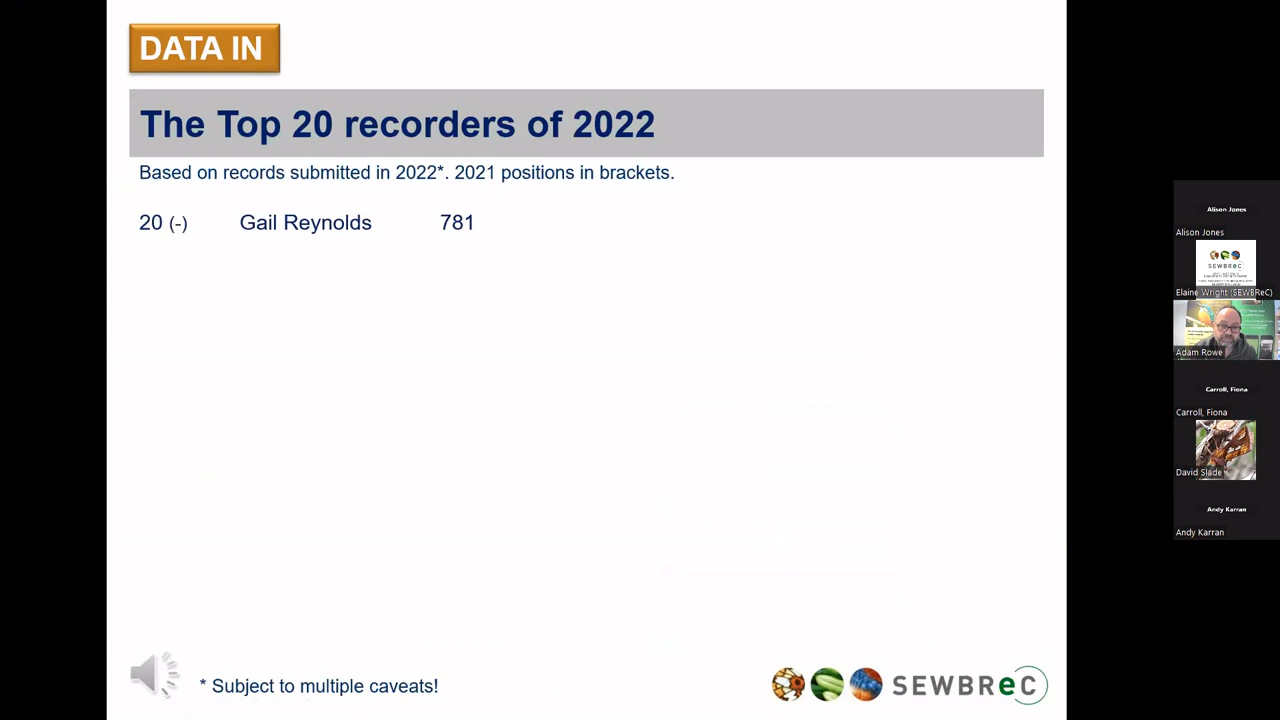 DATA IN
The Top 20 recorders of 2022
Based on records submitted in 2022*. 2021 positions in brackets.
20 (-) Gail Reynolds 781
* Subject to multiple caveats!
SEWBReC
Alison Jones
Alison Jones
SEWBReC
Elaine Wright (SEWBReC)
Adam Rowe
Carroll, Fiona
Carroll, Fiona
David Slade
Andy Karran
Andy Karran